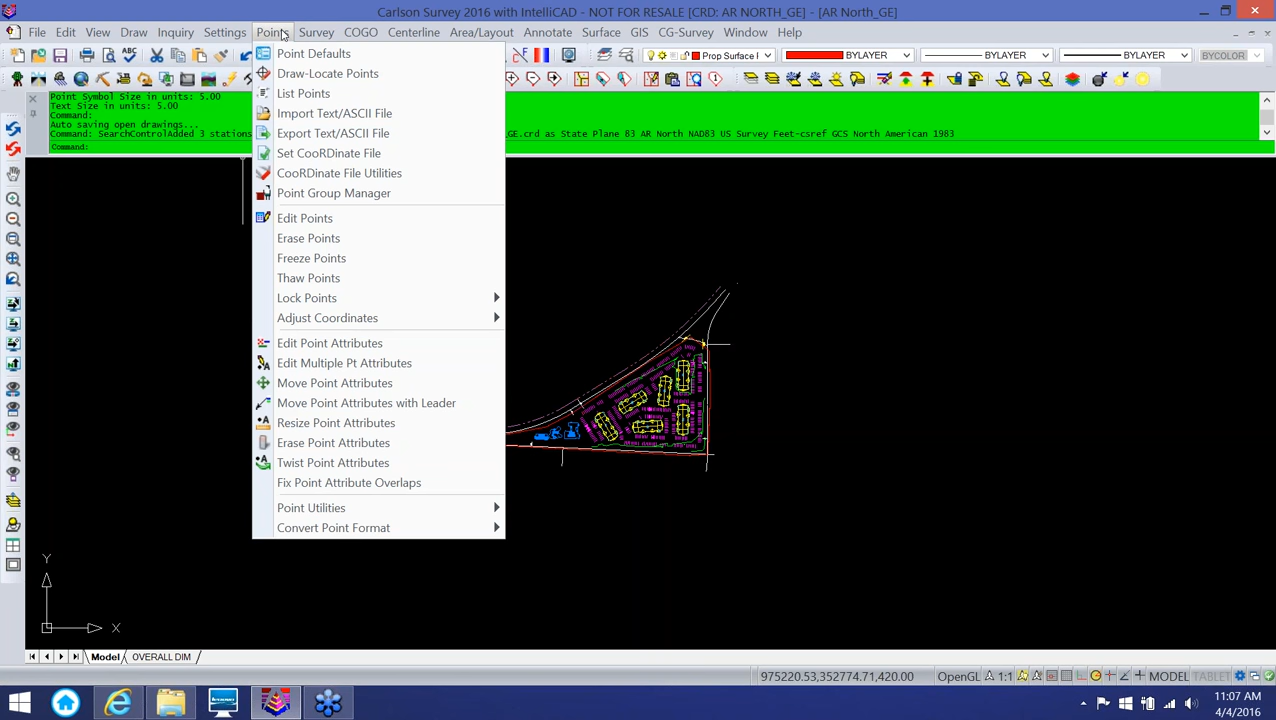 Carlson Survey 2016 with IntelliCAD - NOT FOR RESALE [CRD: AR NORTH_GE] - [AR North_GE]
File Edit View Draw Inquiry Settings Points Survey COGO Centerline Area/Layout Annotate Surface GIS CG-Survey Window Help
Prop Surface F BYLAYER BYLAYER BYLAYER BYCOLOR
Point Symbol Size in units: 5.00
Text Size in units: 5.00
Command:
Auto saving open drawings...
Command: SearchControlAdded 3 stations _GE.crd as State Plane 83 AR North NAD83 US Survey Feet-csref GCS North American 1983
Command:
Point Defaults
Draw-Locate Points
List Points
Import Text/ASCII File
Export Text/ASCII File
Set CooRDinate File
CooRDinate File Utilities
Point Group Manager
Edit Points
Erase Points
Freeze Points
Thaw Points
Lock Points
Adjust Coordinates
Edit Point Attributes
Edit Multiple Pt Attributes
Move Point Attributes
Move Point Attributes with Leader
Resize Point Attributes
Erase Point Attributes
Twist Point Attributes
Fix Point Attribute Overlaps
Point Utilities
Convert Point Format
Y
X
Model OVERALL DIM
975220.53,352774.71,420.00 OpenGL 1:1 MODEL TABLET
11:07 AM
4/4/2016